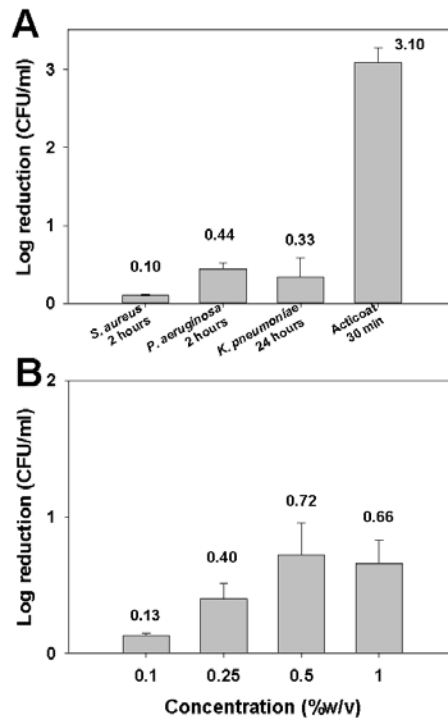 A
Log reduction (CFU/ml)
3
2
1
0
0.10
0.44
0.33
3.10
S. aureus
2 hours
P. aeruginosa
2 hours
K. pneumoniae
24 hours
Acticoat
30 min
B
Log reduction (CFU/ml)
2
1
0
0.13
0.40
0.72
0.66
0.1 0.25 0.5 1
Concentration (%w/v)